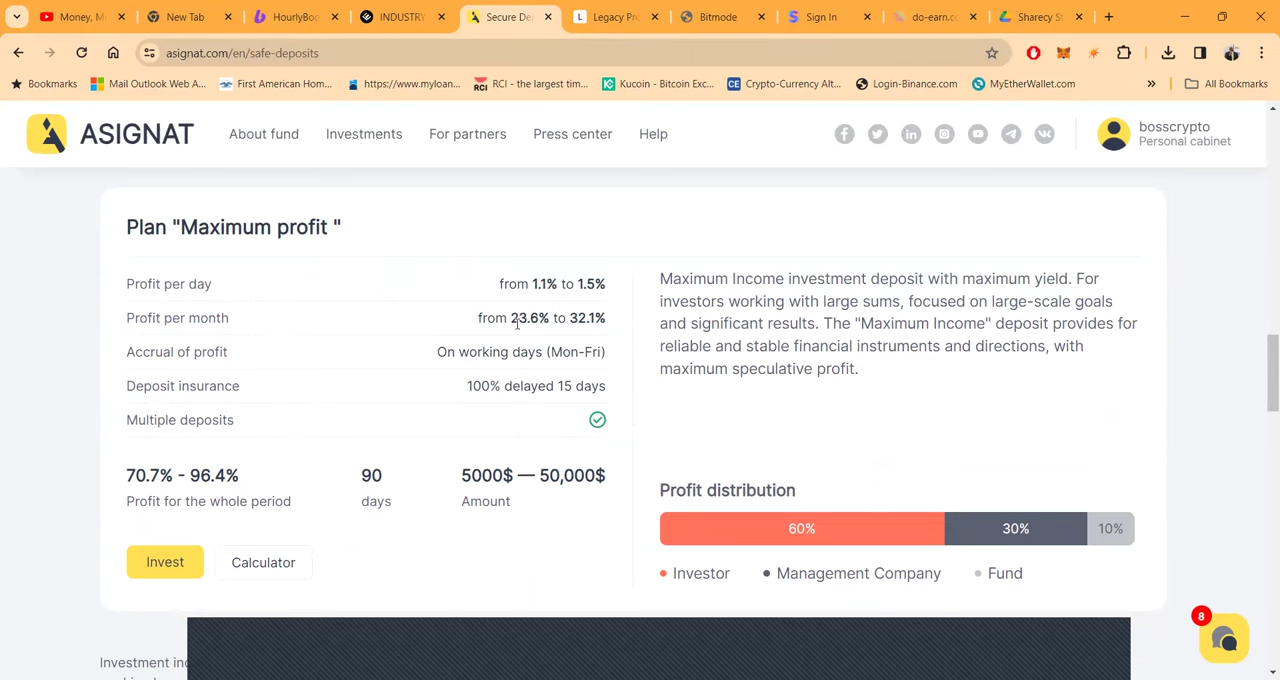 Money, M
New Tab
HourlyBoo
INDUSTRY
Secure De
Legacy Pro
Bitmode
Sign In
do-earn.co
Sharecy St
asignat.com/en/safe-deposits
Bookmarks
Mail Outlook Web A...
First American Hom...
https://www.myloan...
RCI - the largest tim...
Kucoin - Bitcoin Exc...
Crypto-Currency Alt...
Login-Binance.com
MyEtherWallet.com
All Bookmarks
ASIGNAT
About fund
Investments
For partners
Press center
Help
bosscrypto
Personal cabinet
Plan "Maximum profit "
Profit per day from 1.1% to 1.5%
Profit per month from 23.6% to 32.1%
Accrual of profit On working days (Mon-Fri)
Deposit insurance 100% delayed 15 days
Multiple deposits
70.7% - 96.4% 90 5000$ — 50,000$
Profit for the whole period days Amount
Invest Calculator
Maximum Income investment deposit with maximum yield. For
investors working with large sums, focused on large-scale goals
and significant results. The "Maximum Income" deposit provides for
reliable and stable financial instruments and directions, with
maximum speculative profit.
Profit distribution
60% 30% 10%
Investor Management Company Fund
8
Investment in